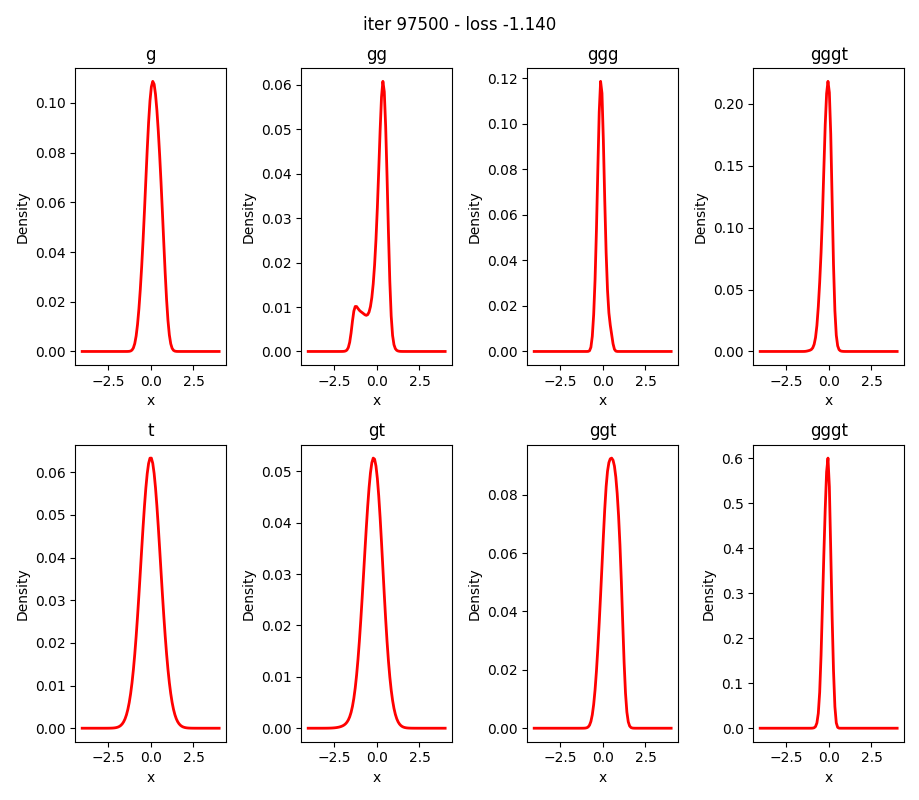 iter 97500 - loss -1.140
g gg ggg gggt
0.10 0.08 0.06 0.04 0.02 0.00
Density
−2.5 0.0 2.5
x
0.06 0.05 0.04 0.03 0.02 0.01 0.00
Density
−2.5 0.0 2.5
x
0.12 0.10 0.08 0.06 0.04 0.02 0.00
Density
−2.5 0.0 2.5
x
0.20 0.15 0.10 0.05 0.00
Density
−2.5 0.0 2.5
x
t gt ggt gggt
0.06 0.05 0.04 0.03 0.02 0.01 0.00
Density
−2.5 0.0 2.5
x
0.05 0.04 0.03 0.02 0.01 0.00
Density
−2.5 0.0 2.5
x
0.08 0.06 0.04 0.02 0.00
Density
−2.5 0.0 2.5
x
0.6 0.5 0.4 0.3 0.2 0.1 0.0
Density
−2.5 0.0 2.5
x